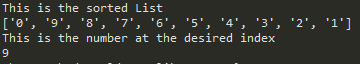 This is the sorted List
['0', '9', '8', '7', '6', '5', '4', '3', '2', '1']
This is the number at the desired index
9